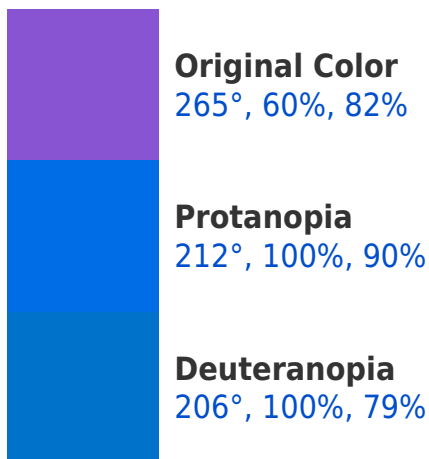 Original Color
265°, 60%, 82%
Protanopia
212°, 100%, 90%
Deuteranopia
206°, 100%, 79%